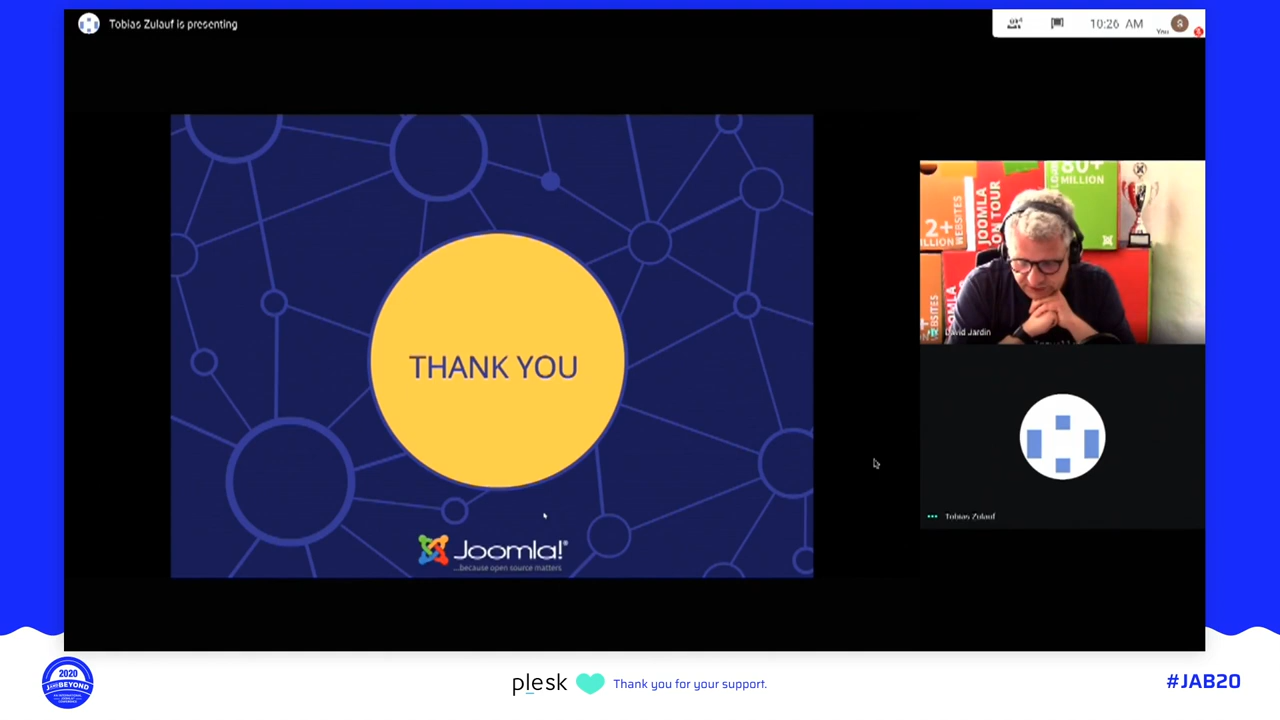 Tobias Zulauf is presenting
10:26 AM
You
S
80+
MILLION
2+
WEBSITES
JOOMLA
ON TOUR
David Jardin
THANK YOU
Joomla!®
...because open source matters
Tobias Zulauf
2020
JANDBEYOND
plesk
Thank you for your support.
#JAB20